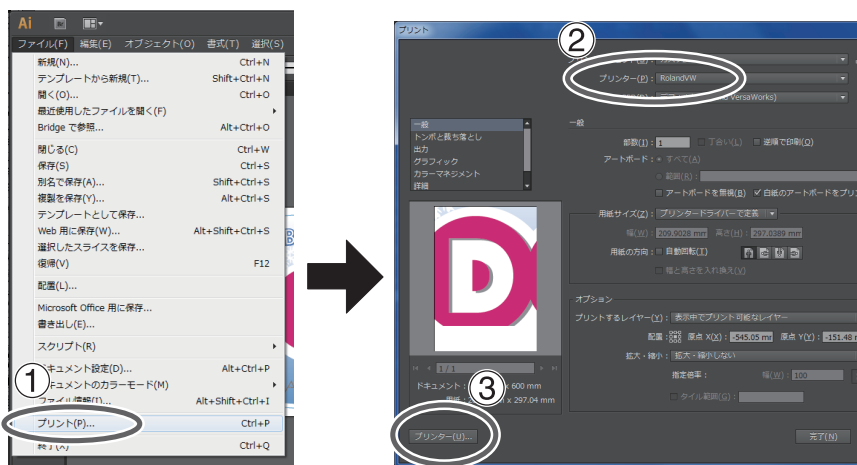 Ai
ファイル(F) 編集(E) オブジェクト(O) 書式(T) 選択(S)
新規(N)... Ctrl+N
テンプレートから新規(T)... Shift+Ctrl+N
開く(O)... Ctrl+O
最近使用したファイルを開く(F)
Bridge で参照... Alt+Ctrl+O
閉じる(C) Ctrl+W
保存(S) Ctrl+S
別名で保存(A)... Shift+Ctrl+S
複製を保存(Y)... Alt+Ctrl+S
テンプレートとして保存...
Web 用に保存(W)... Alt+Shift+Ctrl+S
選択したスライスを保存...
復帰(V) F12
配置(L)...
Microsoft Office 用に保存...
書き出し(E)...
スクリプト(R)
ドキュメント設定(D)... Alt+Ctrl+P
ドキュメントのカラーモード(M)
ファイル情報(I)... Alt+Shift+Ctrl+I
プリント(P)... Ctrl+P
終了(X) Ctrl+Q
1
プリント
2
プリンター(P): RolandVW
VersaWorks)
一般
トンボと裁ち落とし
出力
グラフィック
カラーマネジメント
詳細
一般
部数(I): 1 丁合い(L) 逆順で印刷(O)
アートボード: すべて(A)
範囲(R):
アートボードを無視(B) 白紙のアートボードをプリン
用紙サイズ(Z): プリンタードライバーで定義
幅(W): 209.9028 mm 高さ(H): 297.0389 mm
用紙の方向: 自動回転(T)
幅と高さを入れ換え(V)
オプション
プリントするレイヤー(Y): 表示中でプリント可能なレイヤー
配置: 原点 X(X): -545.05 mm 原点 Y(Y): -151.48
拡大・縮小: 拡大・縮小しない
指定倍率: 幅(W): 100
タイル範囲(G):
D
1 / 1
ドキュメント: x 600 mm
用紙: x 297.04 mm
3
プリンター(U)...
完了(N)